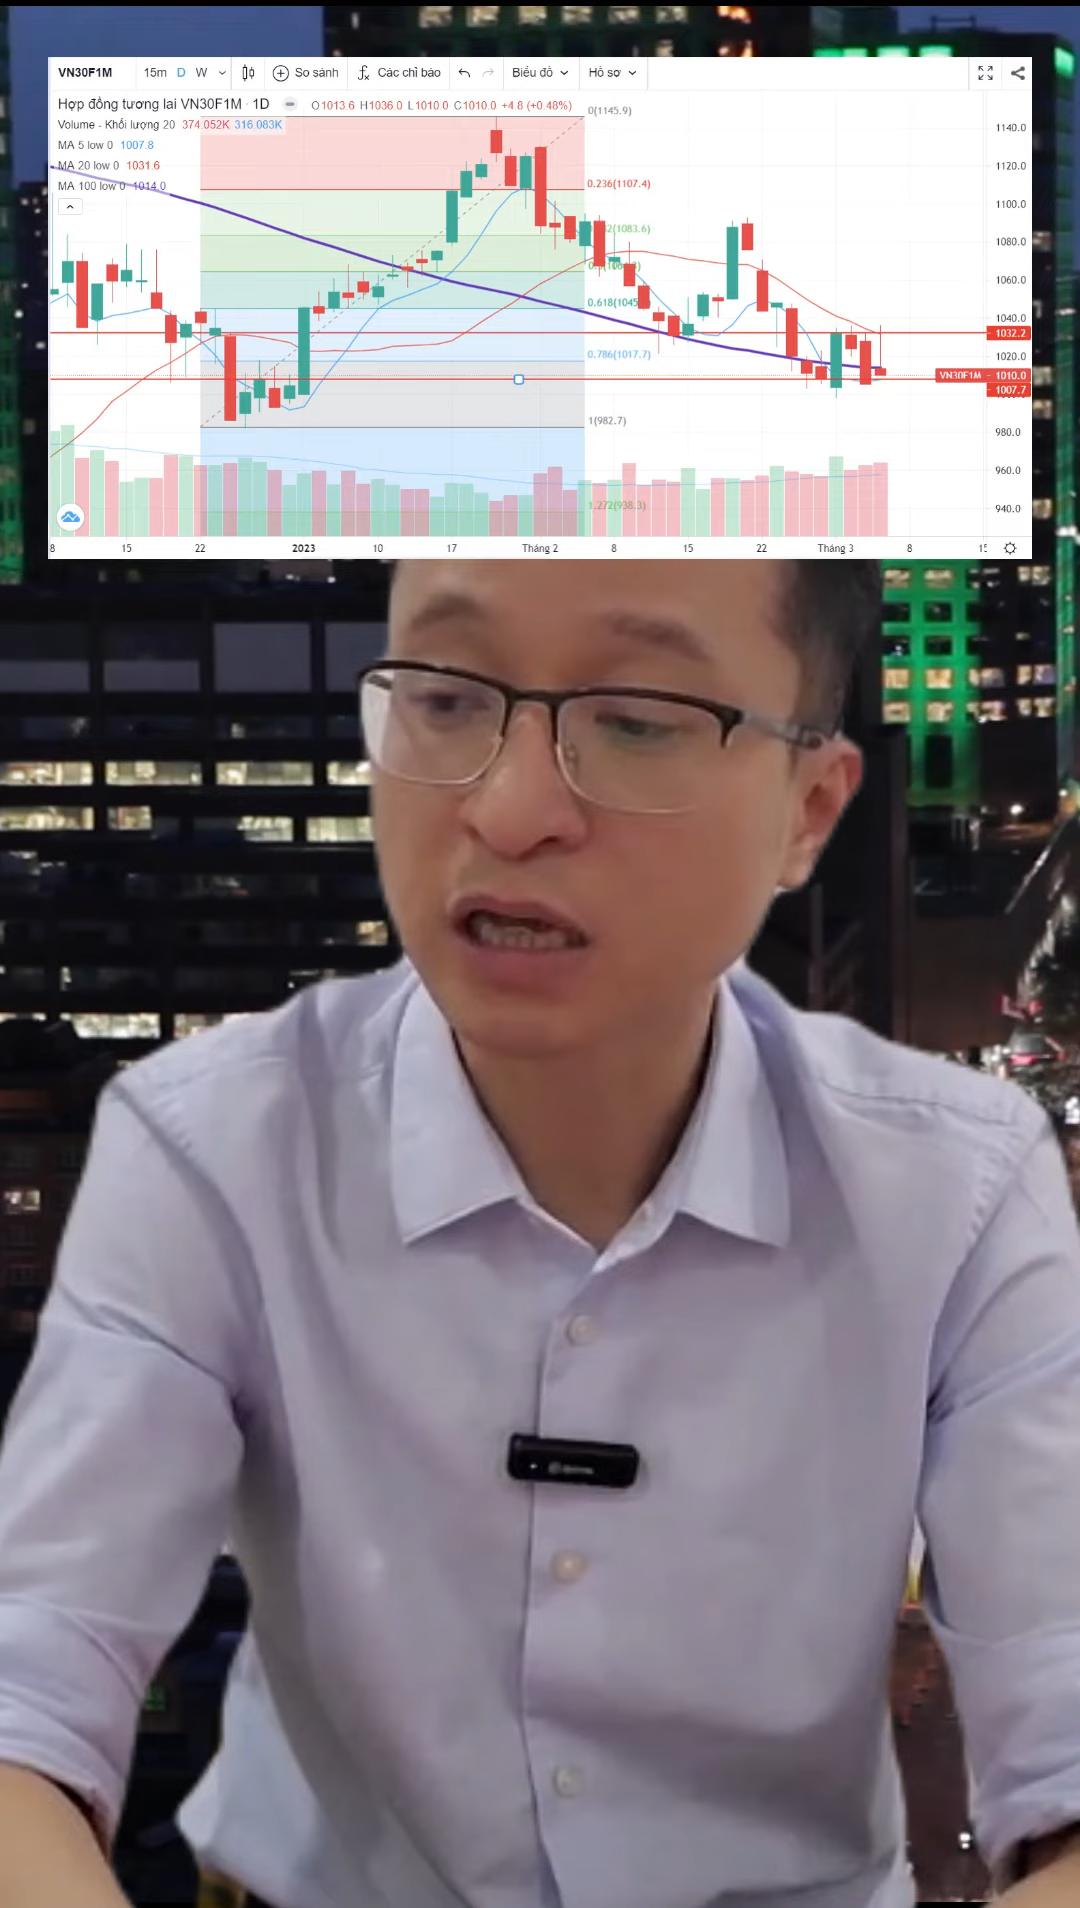 VN30F1M 15m D W So sánh Các chỉ báo Biểu đồ Hồ sơ
Hợp đồng tương lai VN30F1M · 1D O1013.6 H1036.0 L1010.0 C1010.0 +4.8 (+0.48%)
Volume - Khối lượng 20 374.052K 316.083K
MA 5 low 0 1007.8
MA 20 low 0 1031.6
MA 100 low 0 1014.0
0(1145.9)
0.236(1107.4)
(1083.6)
0.618(1045
0.786(1017.7)
1(982.7)
1.272(938.3)
1140.0
1120.0
1100.0
1080.0
1060.0
1040.0
1032.2
1020.0
VN30F1M 1010.0
1007.7
980.0
960.0
940.0
8 15 22 2023 10 17 Tháng 2 8 15 22 Tháng 3 8 15